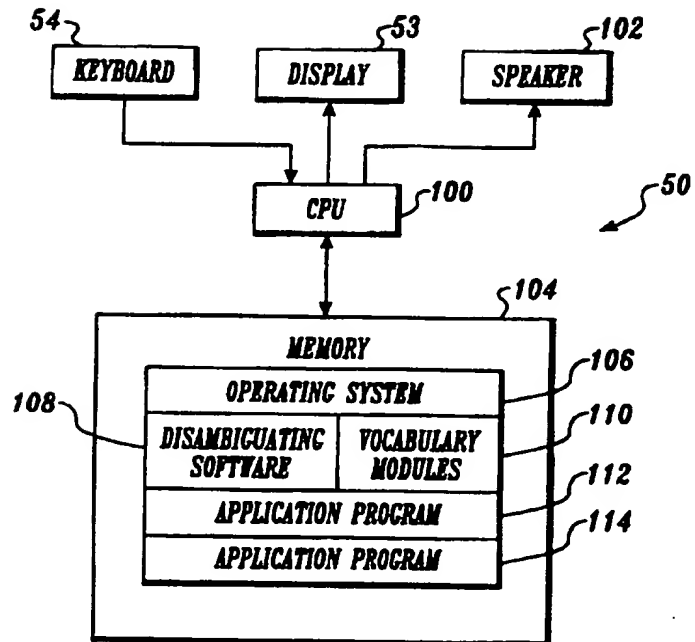 54 53 102
KEYBOARD DISPLAY SPEAKER
CPU 100 50
104
MEMORY
OPERATING SYSTEM 106
108 DISAMBIGUATING SOFTWARE VOCABULARY MODULES 110
APPLICATION PROGRAM 112
APPLICATION PROGRAM 114